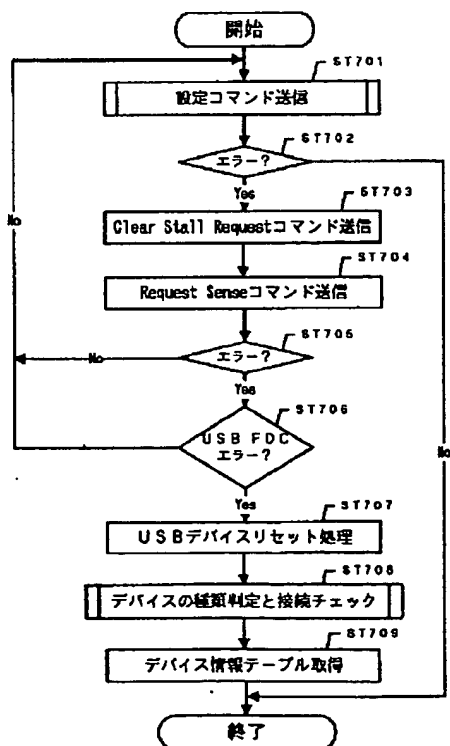 開始
ST701
設定コマンド送信
ST702
エラー?
Yes
No
ST703
Clear Stall Requestコマンド送信
ST704
Request Senseコマンド送信
ST705
エラー?
No
Yes
No
ST706
USB FDC
エラー?
Yes
No
ST707
USBデバイスリセット処理
ST708
デバイスの種類判定と接続チェック
ST709
デバイス情報テーブル取得
終了